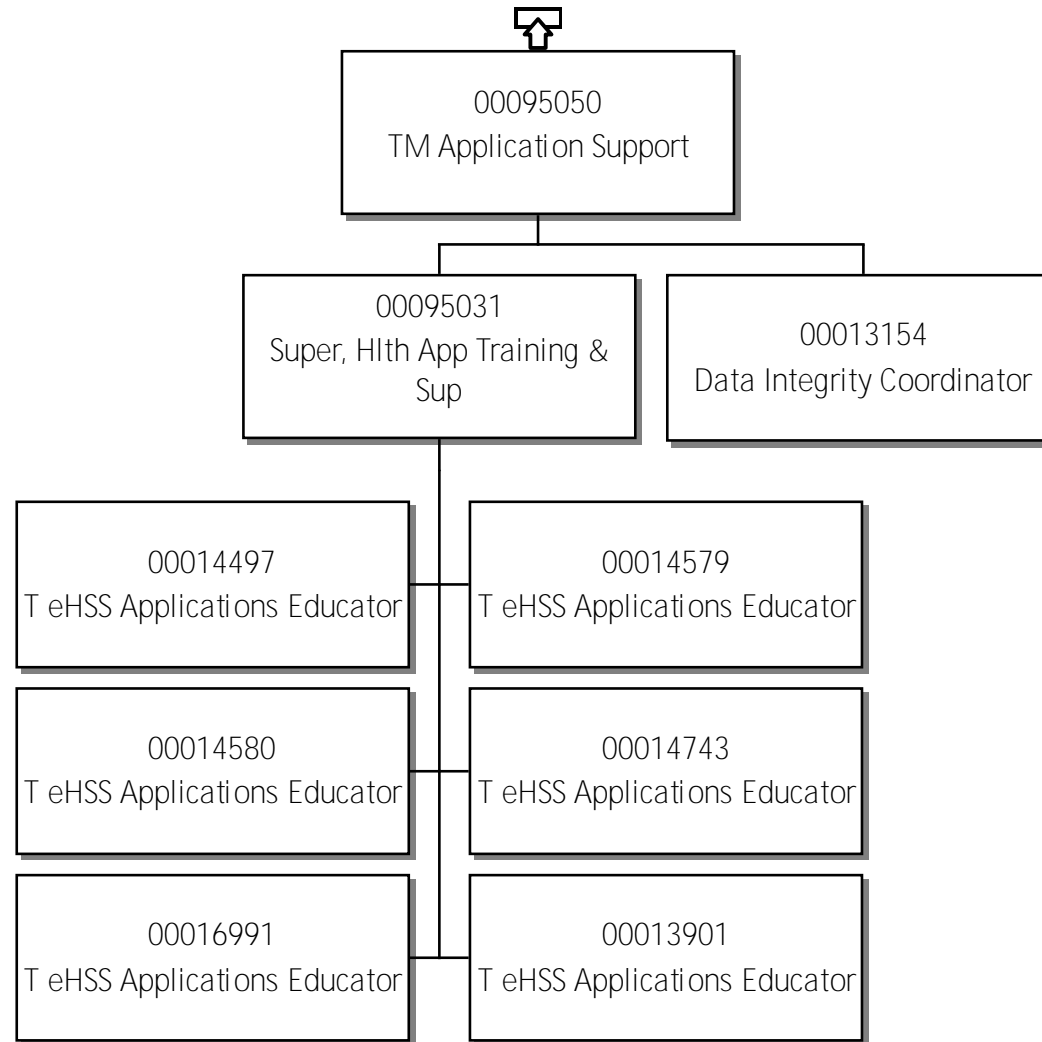 00095050
TM Application Support
00095031
Super, Hlth App Training &
Sup
00013154
Data Integrity Coordinator
00014497
T eHSS Applications Educator
00014579
T eHSS Applications Educator
00014580
T eHSS Applications Educator
00014743
T eHSS Applications Educator
00016991
T eHSS Applications Educator
00013901
T eHSS Applications Educator